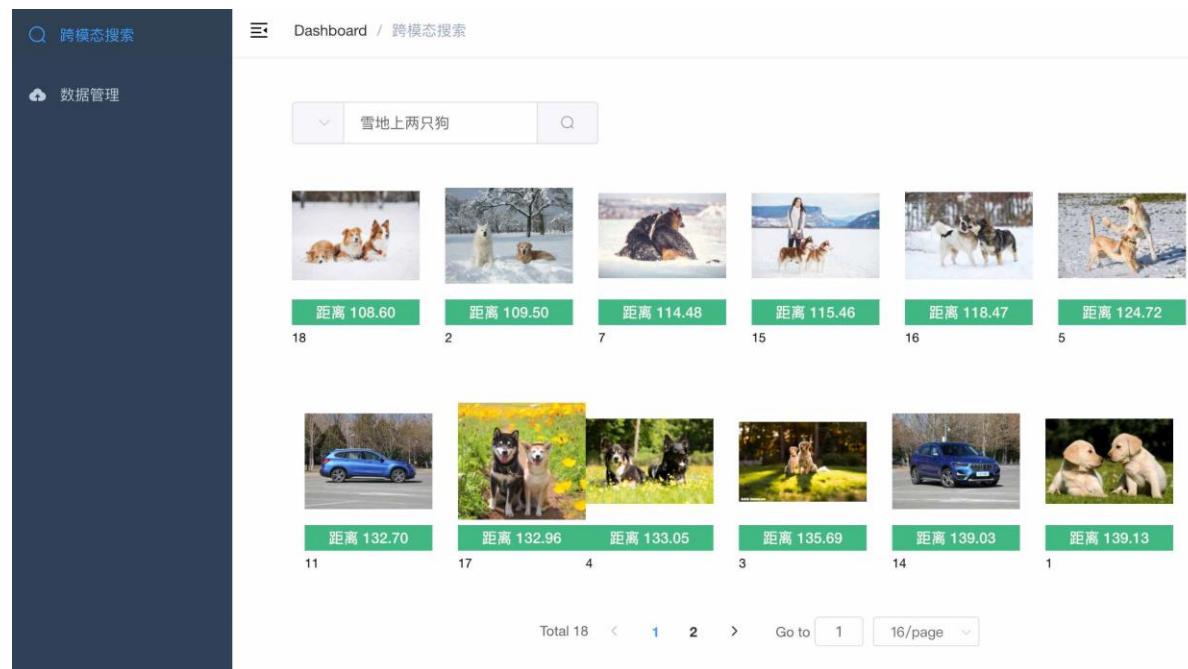 跨模态搜索
数据管理
Dashboard / 跨模态搜索
雪地上两只狗
距离 108.60 距离 109.50 距离 114.48 距离 115.46 距离 118.47 距离 124.72
18 2 7 15 16 5
距离 132.70 距离 132.96 距离 133.05 距离 135.69 距离 139.03 距离 139.13
11 17 4 3 14 1
Total 18 < 1 2 > Go to 1 16/page